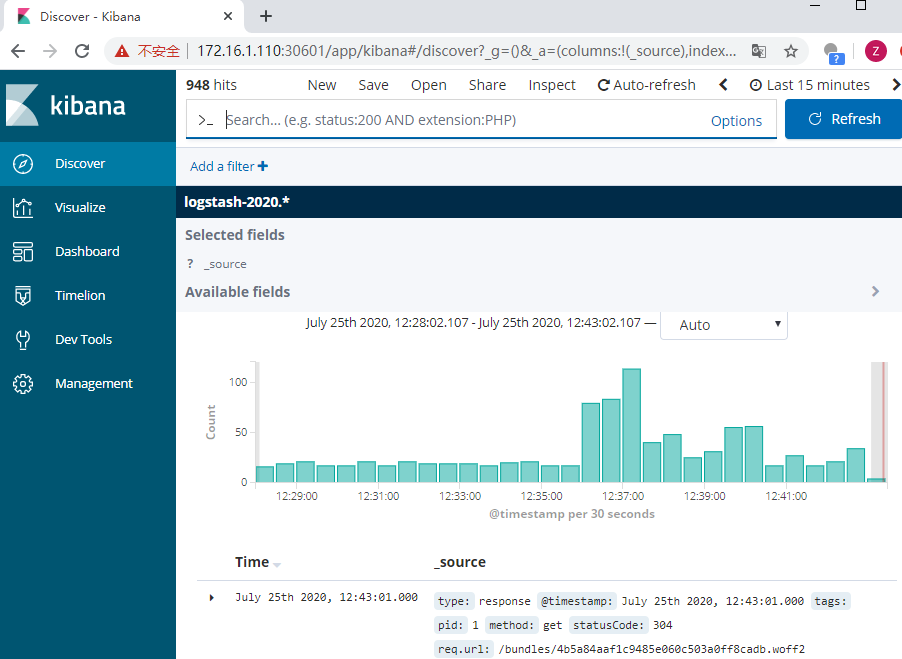 Discover - Kibana
不安全 172.16.1.110:30601/app/kibana#/discover?_g=()&_a=(columns:!(_source),index...
Z
?
kibana
Discover
Visualize
Dashboard
Timelion
Dev Tools
Management
948 hits New Save Open Share Inspect Auto-refresh Last 15 minutes
>_ Search... (e.g. status:200 AND extension:PHP) Options Refresh
Add a filter +
logstash-2020.*
Selected fields
? _source
Available fields
July 25th 2020, 12:28:02.107 - July 25th 2020, 12:43:02.107 — Auto
Count
100
50
0
12:29:00 12:31:00 12:33:00 12:35:00 12:37:00 12:39:00 12:41:00
@timestamp per 30 seconds
Time _source
July 25th 2020, 12:43:01.000 type: response @timestamp: July 25th 2020, 12:43:01.000 tags:
pid: 1 method: get statusCode: 304
req.url: /bundles/4b5a84aaf1c9485e060c503a0ff8cadb.woff2